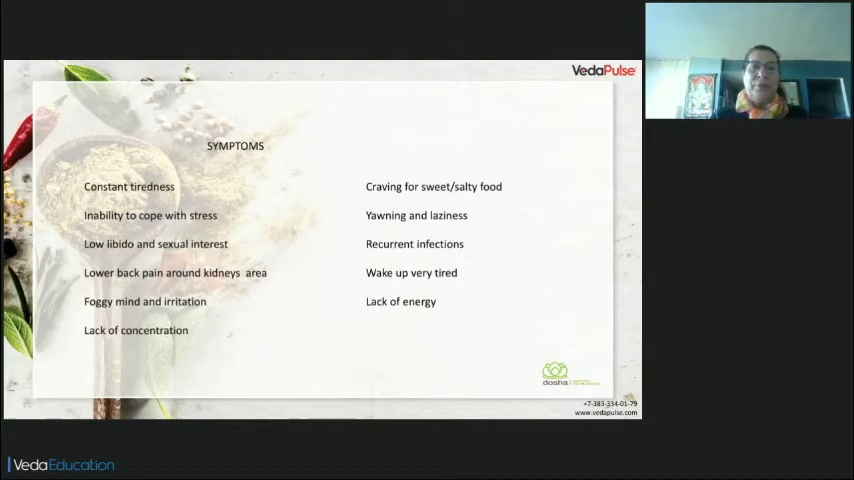 VedaPulse
SYMPTOMS
Constant tiredness
Inability to cope with stress
Low libido and sexual interest
Lower back pain around kidneys area
Foggy mind and irritation
Lack of concentration
Craving for sweet/salty food
Yawning and laziness
Recurrent infections
Wake up very tired
Lack of energy
dosha
+7-383-334-01-79
www.vedapulse.com
VedaEducation